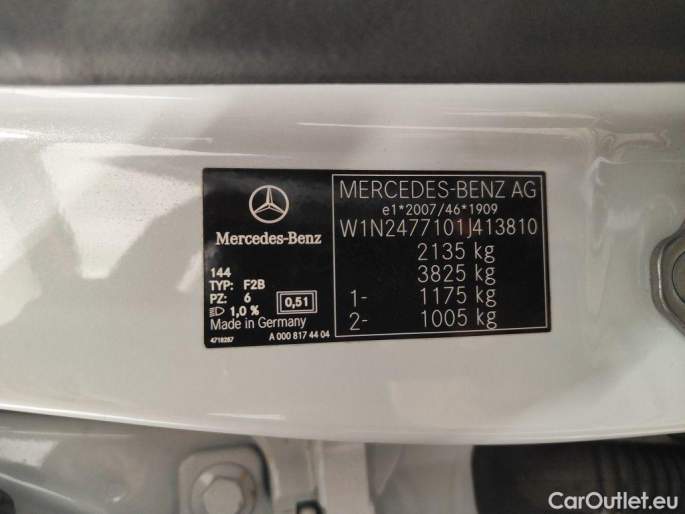 Mercedes-Benz
144
TYP: F2B
PZ: 6
1,0 %
0,51
Made in Germany
4718287
A 000 817 44 04
MERCEDES-BENZ AG
e1*2007/46*1909
W1N2477101J413810
2135 kg
3825 kg
1- 1175 kg
2- 1005 kg
CarOutlet.eu